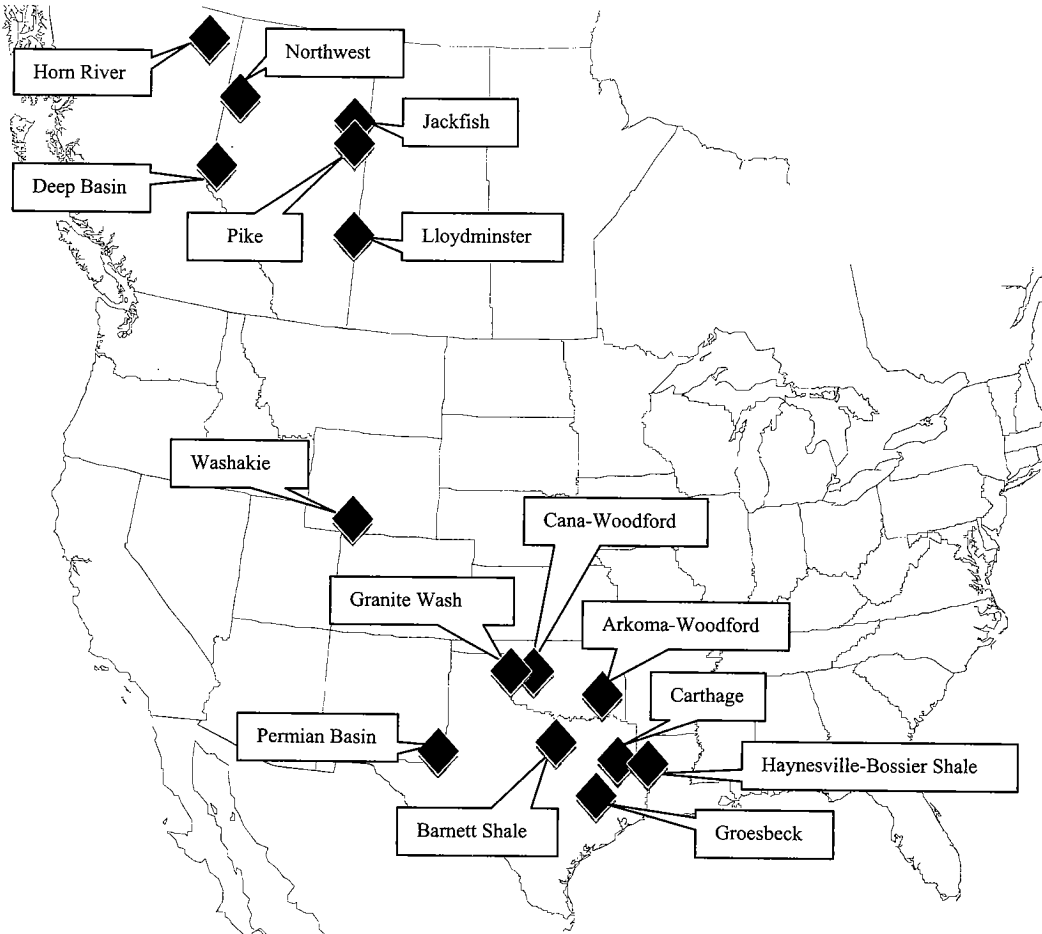 Northwest
Horn River
Jackfish
Deep Basin
Pike
Lloydminster
Washakie
Cana-Woodford
Granite Wash
Arkoma-Woodford
Carthage
Permian Basin
Haynesville-Bossier Shale
Barnett Shale
Groesbeck